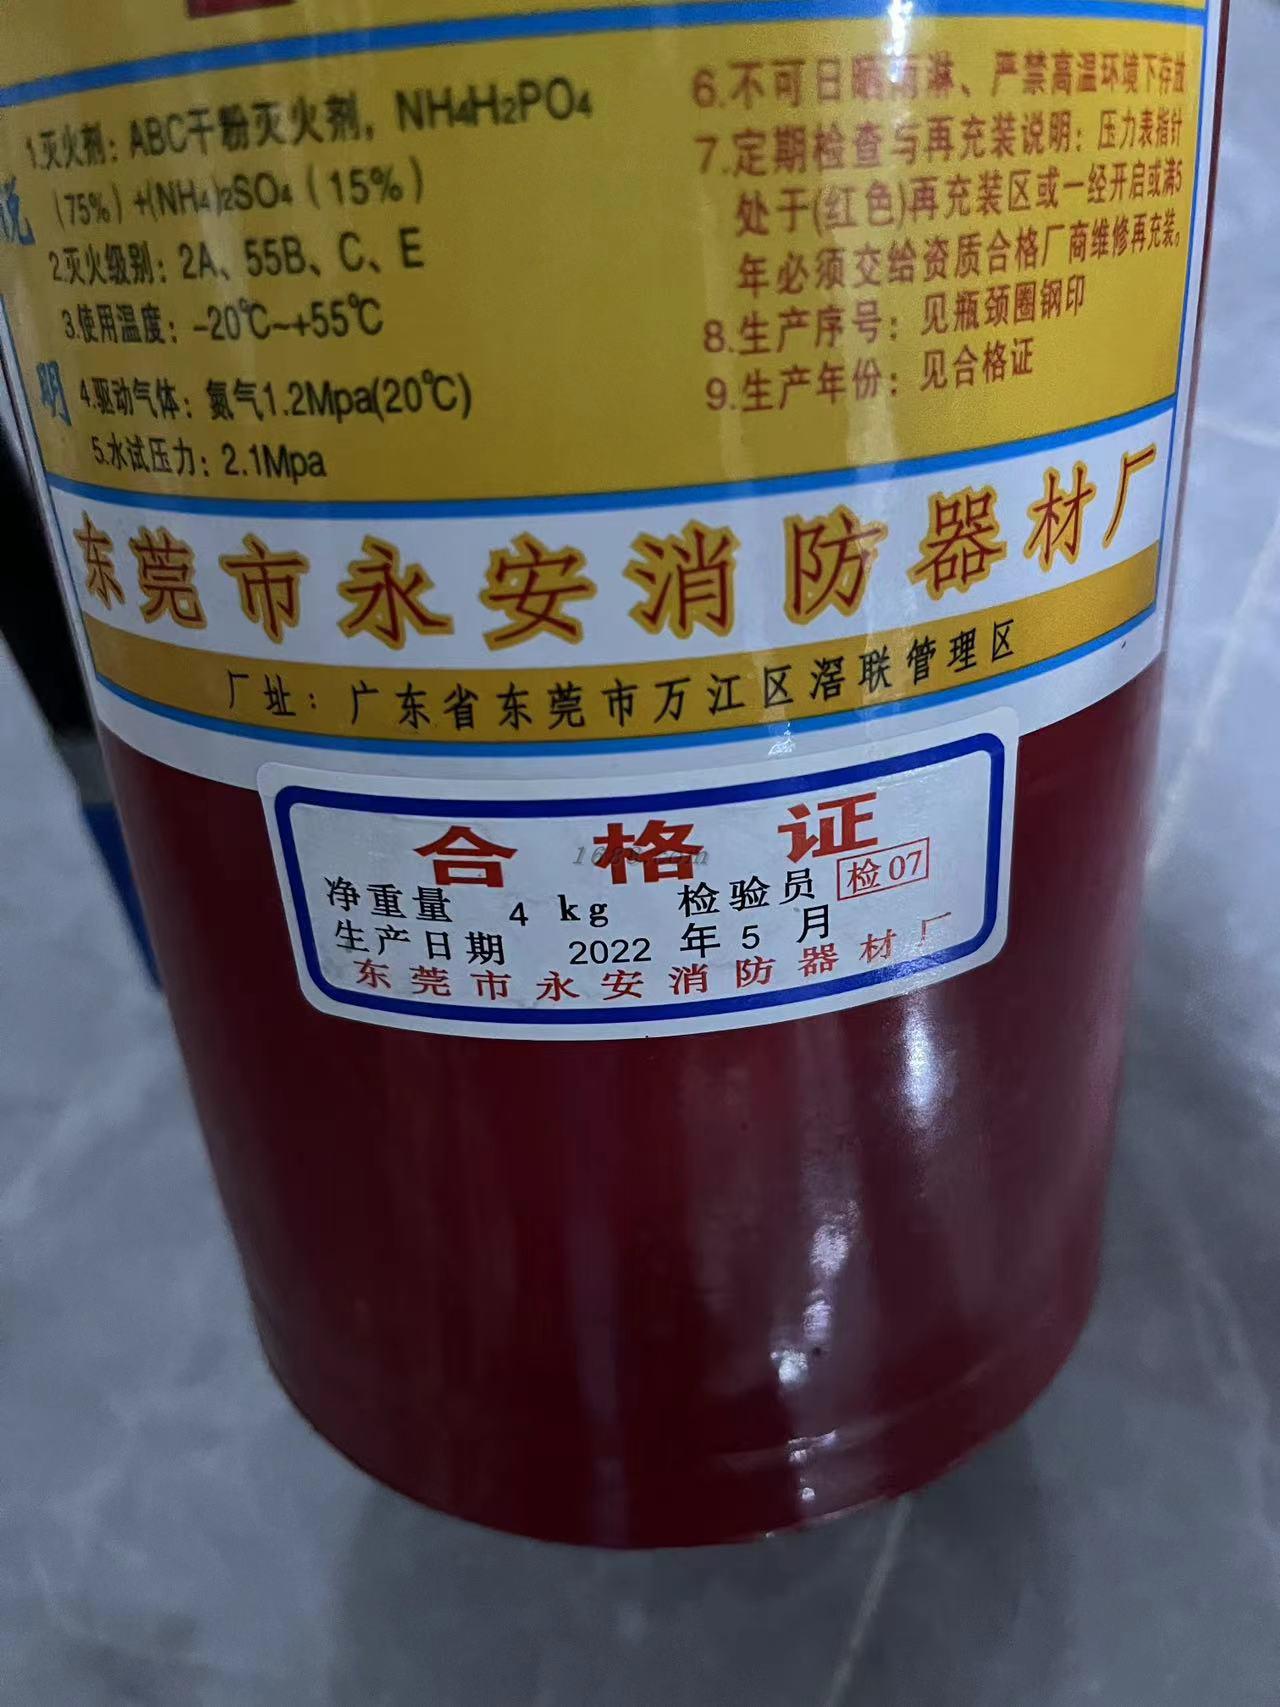 说
明
1.灭火剂：ABC干粉灭火剂，NH4H2PO4
（75%）+(NH4)2SO4（15%）
2.灭火级别：2A、55B、C、E
3.使用温度：-20℃~+55℃
4.驱动气体：氮气1.2Mpa(20℃)
5.水试压力：2.1Mpa
6.不可日晒雨淋、严禁高温环境下存放
7.定期检查与再充装说明：压力表指针
处于(红色)再充装区或一经开启或满5
年必须交给资质合格厂商维修再充装。
8.生产序号：见瓶颈圈钢印
9.生产年份：见合格证
东莞市永安消防器材厂
厂址：广东省东莞市万江区滘联管理区
合格证
净重量 4 kg 检验员 检07
生产日期 2022 年 5 月
东莞市永安消防器材厂